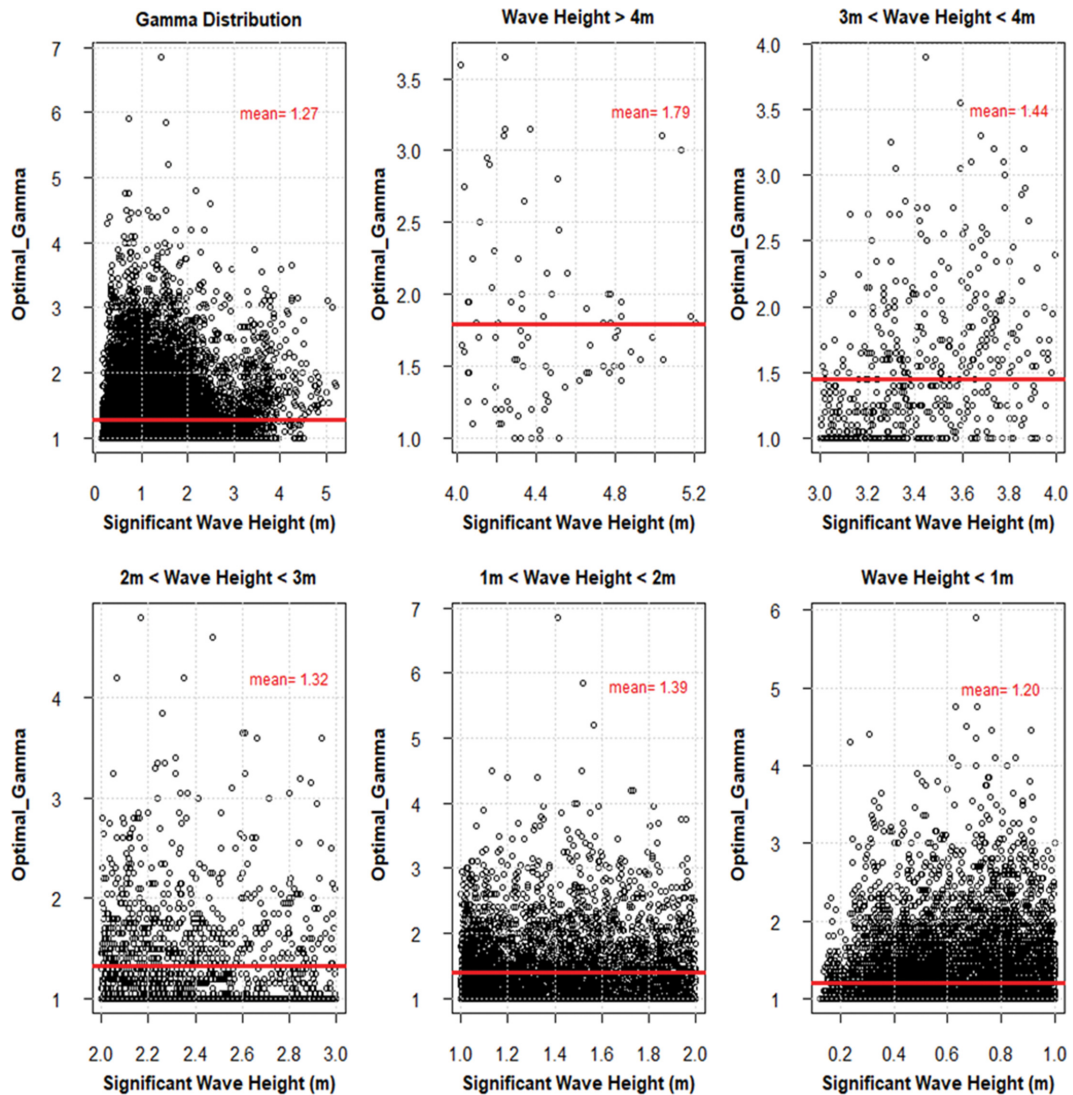 Gamma Distribution
Wave Height > 4m
3m < Wave Height < 4m
Optimal_Gamma
7
6
5
4
3
2
1
mean= 1.27
0 1 2 3 4 5
Significant Wave Height (m)
Optimal_Gamma
3.5
3.0
2.5
2.0
1.5
1.0
mean= 1.79
4.0 4.4 4.8 5.2
Significant Wave Height (m)
Optimal_Gamma
4.0
3.5
3.0
2.5
2.0
1.5
1.0
mean= 1.44
3.0 3.2 3.4 3.6 3.8 4.0
Significant Wave Height (m)
2m < Wave Height < 3m
1m < Wave Height < 2m
Wave Height < 1m
Optimal_Gamma
4
3
2
1
mean= 1.32
2.0 2.2 2.4 2.6 2.8 3.0
Significant Wave Height (m)
Optimal_Gamma
7
6
5
4
3
2
1
mean= 1.39
1.0 1.2 1.4 1.6 1.8 2.0
Significant Wave Height (m)
Optimal_Gamma
6
5
4
3
2
1
mean= 1.20
0.2 0.4 0.6 0.8 1.0
Significant Wave Height (m)